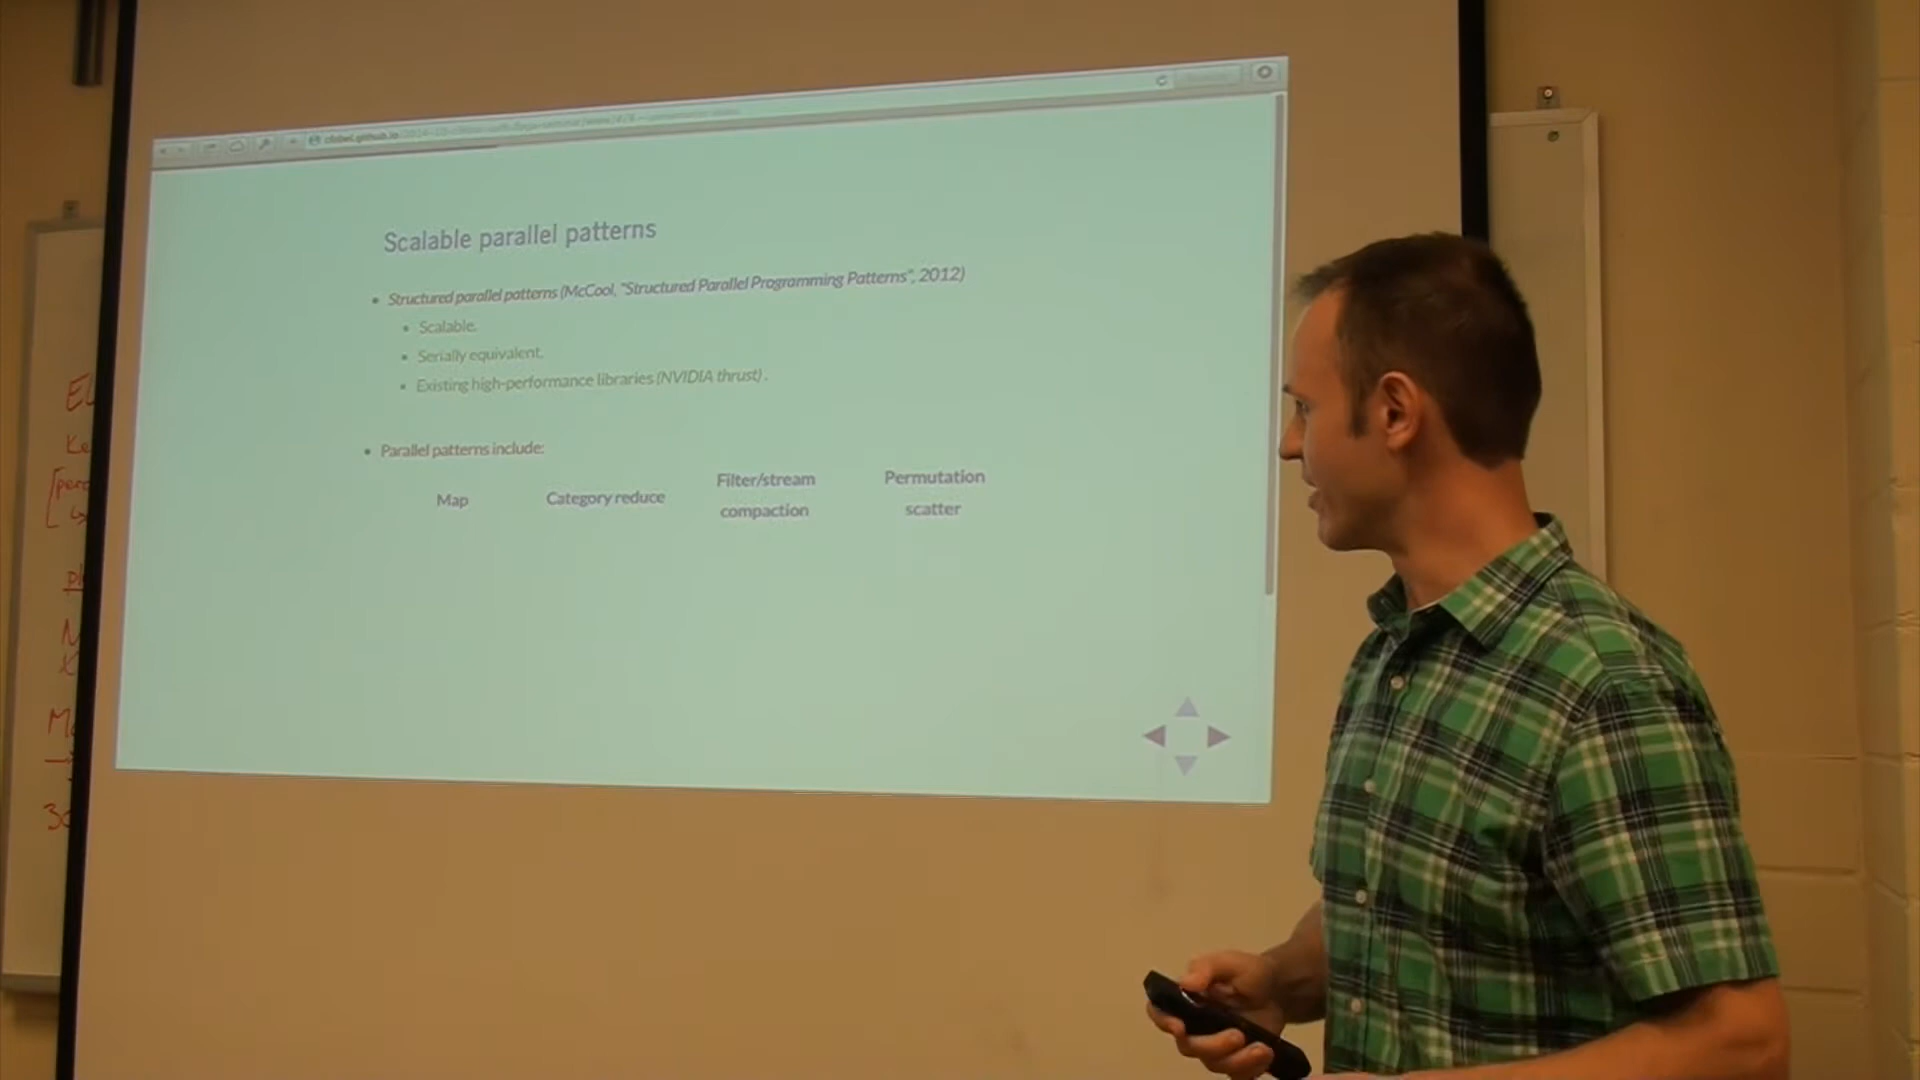 Scalable parallel patterns
• Structured parallel patterns (McCool, "Structured Parallel Programming Patterns", 2012)
• Scalable.
• Serially equivalent.
• Existing high-performance libraries (NVIDIA thrust) .
• Parallel patterns include:
Map
Category reduce
Filter/stream
compaction
Permutation
scatter